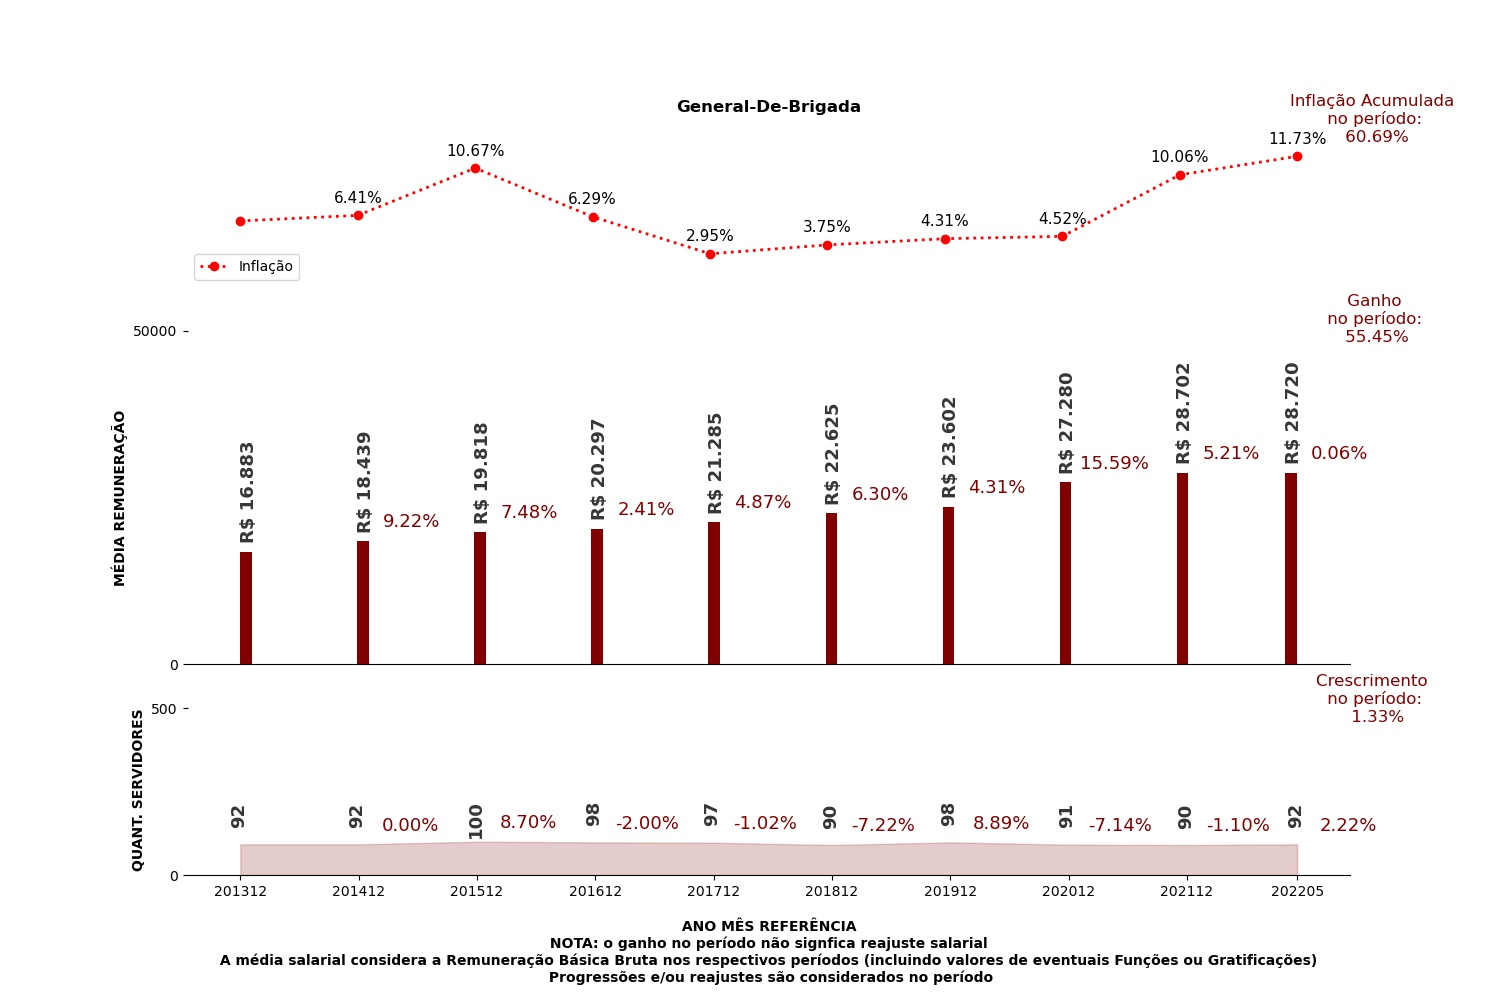 General-De-Brigada
Inflação Acumulada
no período:
60.69%
6.41%
10.67%
6.29%
2.95%
3.75%
4.31%
4.52%
10.06%
11.73%
Inflação
Ganho
no período:
55.45%
50000
0
MÉDIA REMUNERAÇÃO
R$ 16.883
R$ 18.439
9.22%
R$ 19.818
7.48%
R$ 20.297
2.41%
R$ 21.285
4.87%
R$ 22.625
6.30%
R$ 23.602
4.31%
R$ 27.280
15.59%
R$ 28.702
5.21%
R$ 28.720
0.06%
Crescrimento
no período:
1.33%
500
0
QUANT. SERVIDORES
92
92
0.00%
100
8.70%
98
-2.00%
97
-1.02%
90
-7.22%
98
8.89%
91
-7.14%
90
-1.10%
92
2.22%
201312 201412 201512 201612 201712 201812 201912 202012 202112 202205
ANO MÊS REFERÊNCIA
NOTA: o ganho no período não signfica reajuste salarial
A média salarial considera a Remuneração Básica Bruta nos respectivos períodos (incluindo valores de eventuais Funções ou Gratificações)
Progressões e/ou reajustes são considerados no período